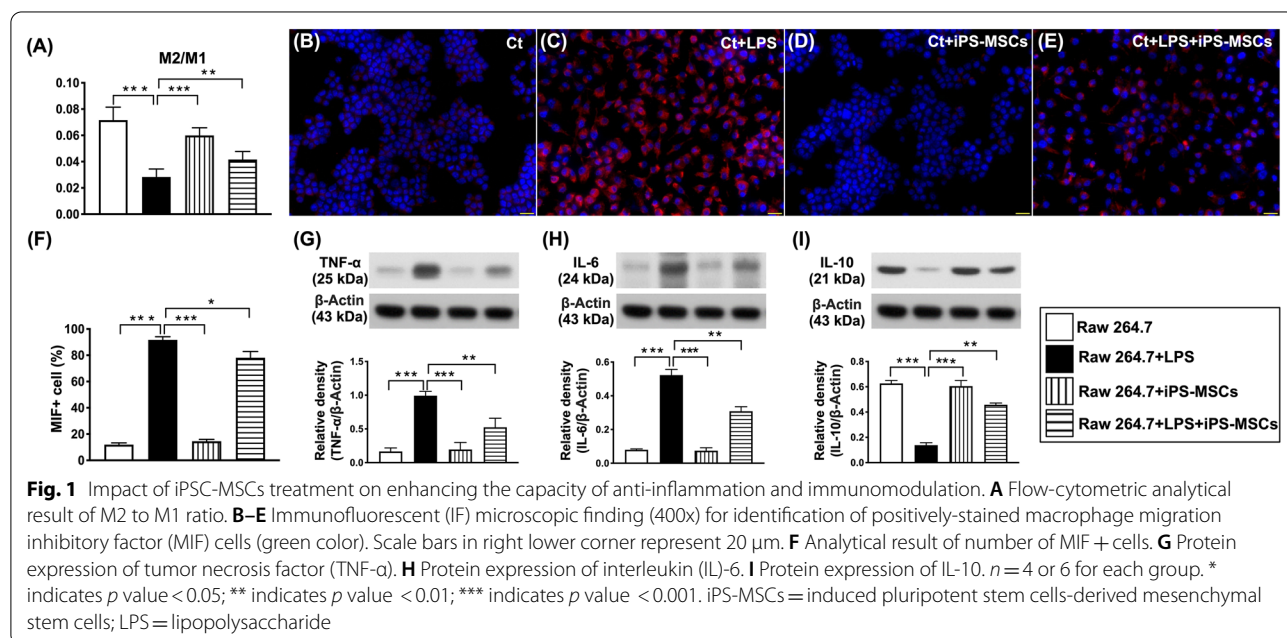 (A)
M2/M1
*** ***
**
0.10
0.08
0.06
0.04
0.02
0.00
(B)
Ct
(C)
Ct+LPS
(D)
Ct+iPS-MSCs
(E)
Ct+LPS+iPS-MSCs
(F)
*
*** ***
100
80
60
40
20
0
MIF+ cell (%)
(G)
TNF-α
(25 kDa)
β-Actin
(43 kDa)
**
***
***
1.5
1.0
0.5
0.0
Relative density
(TNF-α/β-Actin)
(H)
IL-6
(24 kDa)
β-Actin
(43 kDa)
**
*** ***
0.6
0.4
0.2
0.0
Relative density
(IL-6/β-Actin)
(I)
IL-10
(21 kDa)
β-Actin
(43 kDa)
**
*** ***
0.8
0.6
0.4
0.2
0.0
Relative density
(IL-10/β-Actin)
Raw 264.7
Raw 264.7+LPS
Raw 264.7+iPS-MSCs
Raw 264.7+LPS+iPS-MSCs
Fig. 1 Impact of iPSC-MSCs treatment on enhancing the capacity of anti-inflammation and immunomodulation. A Flow-cytometric analytical
result of M2 to M1 ratio. B–E Immunofluorescent (IF) microscopic finding (400x) for identification of positively-stained macrophage migration
inhibitory factor (MIF) cells (green color). Scale bars in right lower corner represent 20 μm. F Analytical result of number of MIF + cells. G Protein
expression of tumor necrosis factor (TNF-α). H Protein expression of interleukin (IL)-6. I Protein expression of IL-10. n = 4 or 6 for each group. *
indicates p value < 0.05; ** indicates p value < 0.01; *** indicates p value < 0.001. iPS-MSCs = induced pluripotent stem cells-derived mesenchymal
stem cells; LPS = lipopolysaccharide